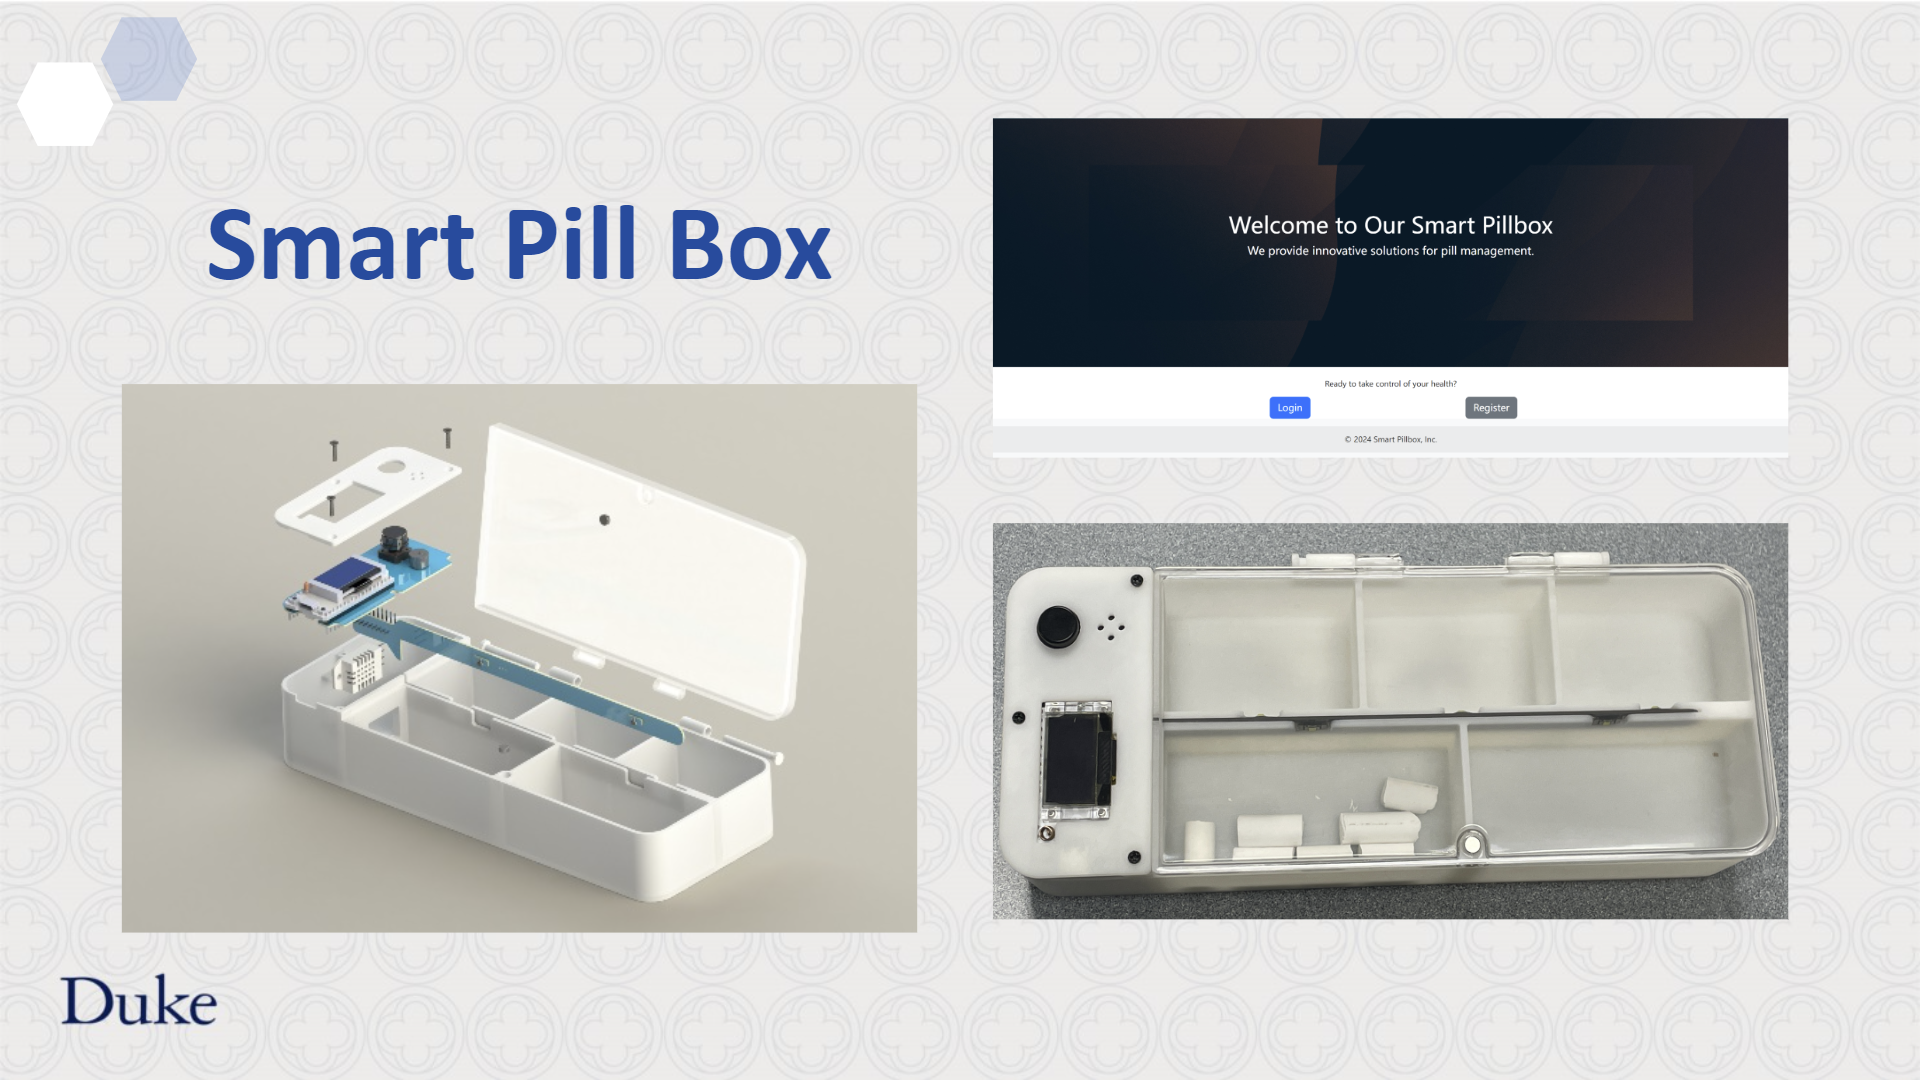 Smart Pill Box
Welcome to Our Smart Pillbox
We provide innovative solutions for pill management.
Ready to take control of your health?
Login
Register
© 2024 Smart Pillbox, Inc.
Duke